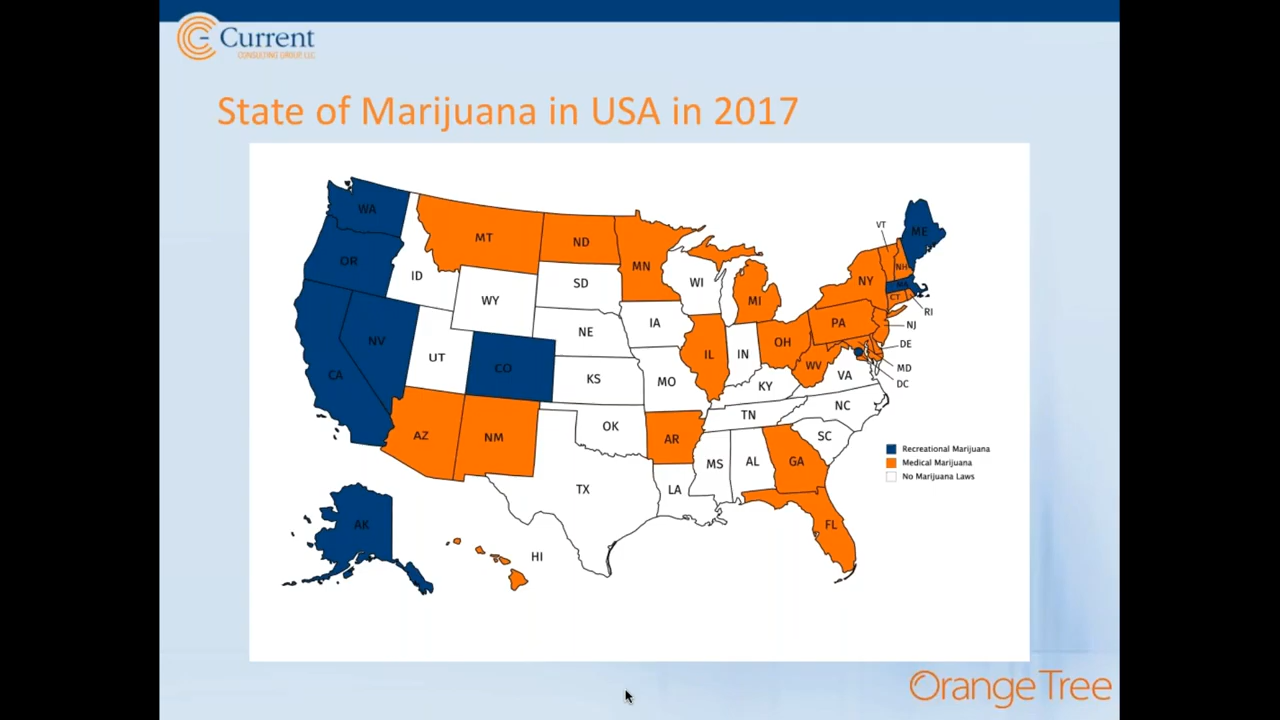 Current
CONSULTING GROUP, LLC
State of Marijuana in USA in 2017
WA
MT
ND
MN
OR
ID
WY
SD
WI
MI
NY
VT
NH
ME
MA
CT
RI
NV
UT
CO
NE
IA
IL
IN
OH
PA
NJ
DE
MD
DC
CA
KS
MO
KY
WV
VA
AZ
NM
OK
AR
TN
NC
SC
TX
LA
MS
AL
GA
FL
AK
HI
Recreational Marijuana
Medical Marijuana
No Marijuana Laws
OrangeTree